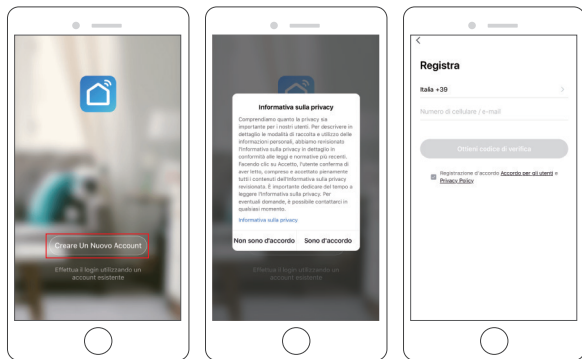 Creare Un Nuovo Account
Effettua il login utilizzando un
account esistente
Informativa sulla privacy
Comprendiamo quanto la privacy sia
importante per i nostri utenti. Per descrivere in
dettaglio le modalità di raccolta e utilizzo delle
informazioni personali, abbiamo revisionato
l'Informativa sulla privacy in dettaglio in
conformità alle leggi e normative più recenti.
Facendo clic su Accetto, l'utente conferma di
aver letto, compreso e accettato pienamente
tutti i contenuti dell'Informativa sulla privacy
revisionata. È importante dedicare del tempo a
leggere l'Informativa sulla privacy. Per
eventuali domande, è possibile contattarci in
qualsiasi momento.
Informativa sulla privacy
Non sono d'accordo Sono d'accordo
Effettua il login utilizzando un
account esistente
Registra
Italia +39
Numero di cellulare / e-mail
Ottieni codice di verifica
Registrazione d'accordo Accordo per gli utenti e
Privacy Policy